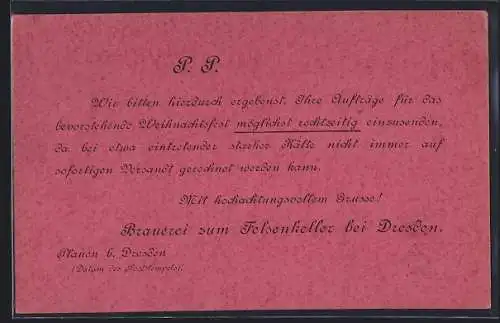 P. P.
Wir bitten hierdurch ergebenst, Ihre Aufträge für das
bevorstehende Weihnachtsfest möglichst rechtzeitig einzusenden,
da bei etwa eintretender starker Kälte nicht immer auf
sofortigen Versandt gerechnet werden kann.
Mit hochachtungsvollem Grusse!
Brauerei zum Felsenkeller bei Dresden.
Plauen b. Dresden
(Datum des Poststempels).